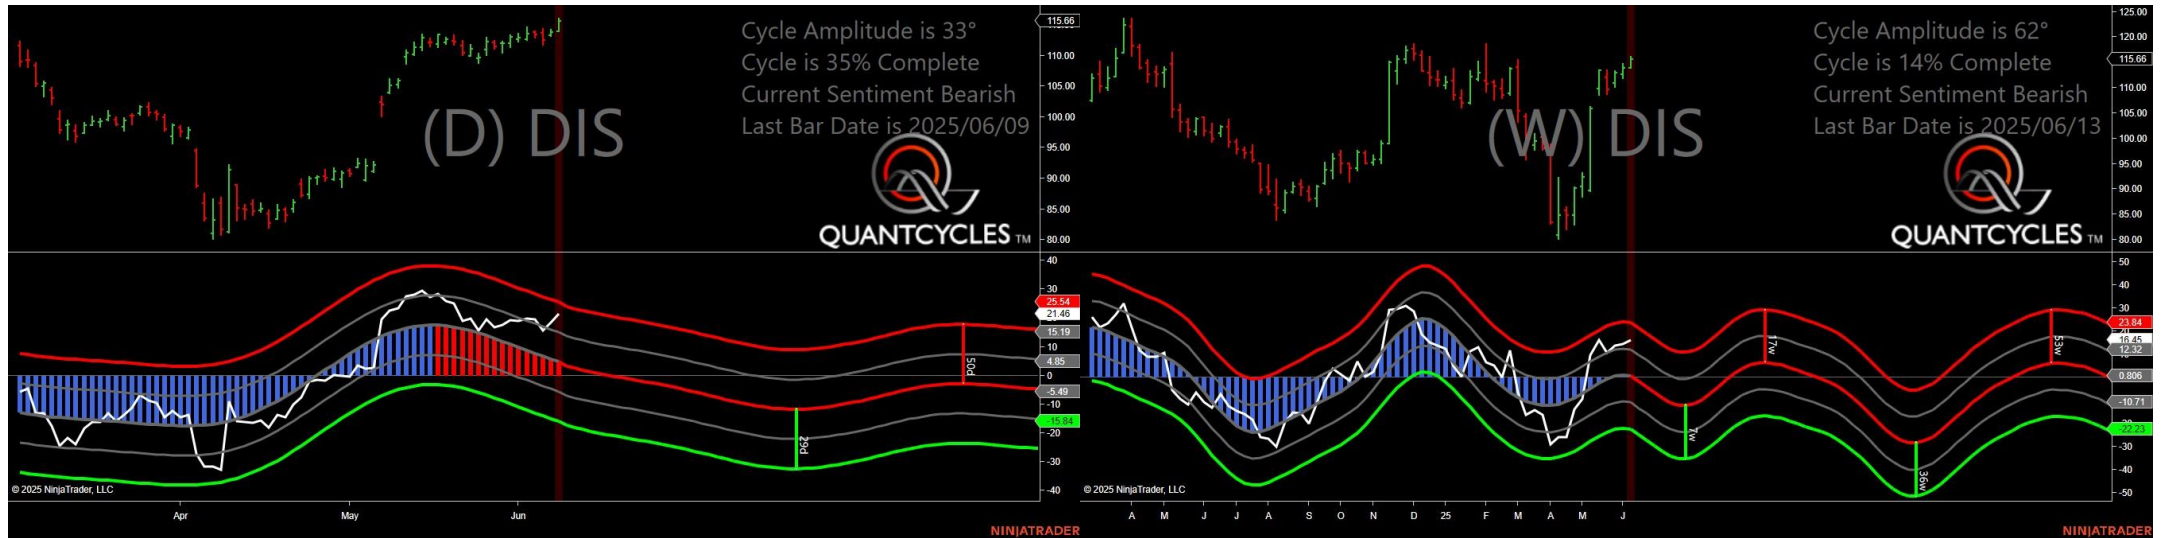 Cycle Amplitude is 33°
Cycle is 35% Complete
Current Sentiment Bearish
Last Bar Date is 2025/06/09
(D) DIS
QUANTCYCLES TM
115.66
110.00
105.00
100.00
95.00
90.00
85.00
80.00
40
30
25.54
21.46
15.19
10
4.85
0
-5.49
-10
-15.84
-20
-30
-40
29d
50d
© 2025 NinjaTrader, LLC
Apr May Jun
NINJATRADER
Cycle Amplitude is 62°
Cycle is 14% Complete
Current Sentiment Bearish
Last Bar Date is 2025/06/13
(W) DIS
QUANTCYCLES TM
125.00
120.00
115.66
110.00
105.00
100.00
95.00
90.00
85.00
80.00
50
40
30
23.84
16.45
12.32
0.806
-10.71
-22.23
-30
-40
-50
7w
17w
36w
53w
© 2025 NinjaTrader, LLC
A M J J A S O N D 25 F M A M J
NINJATRADER